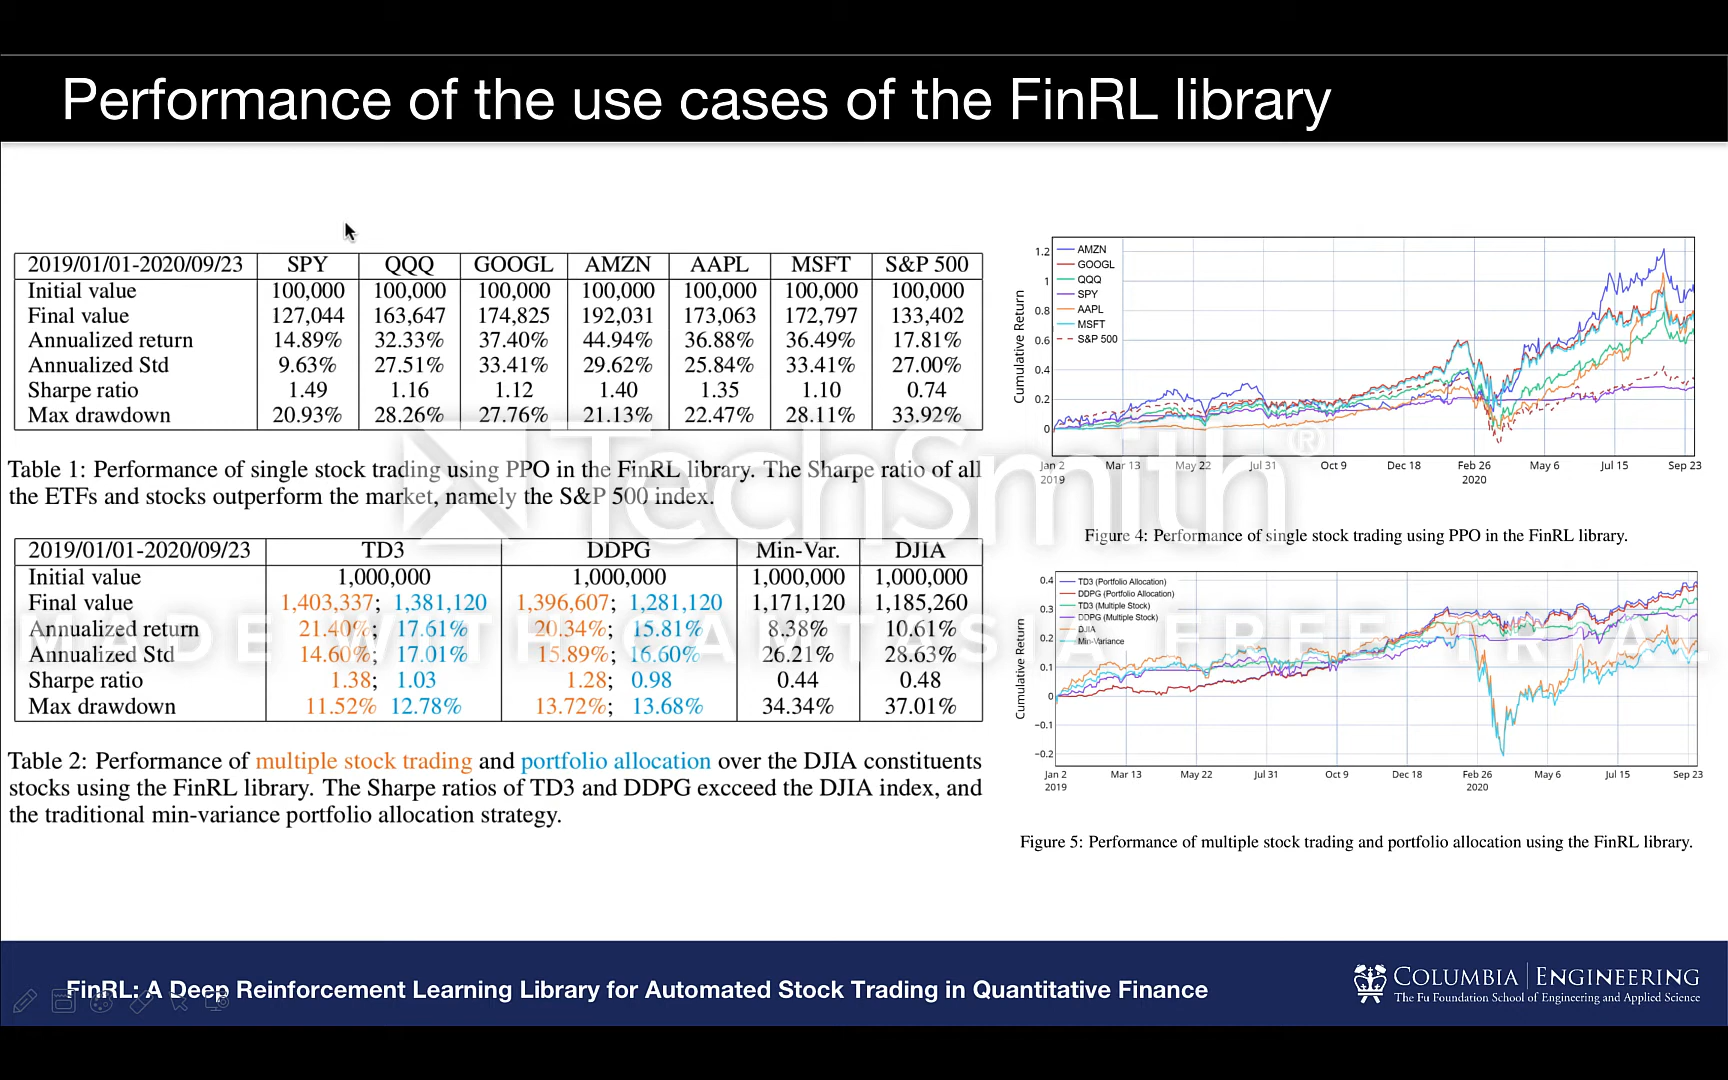 Performance of the use cases of the FinRL library
2019/01/01-2020/09/23 SPY QQQ GOOGL AMZN AAPL MSFT S&P 500
Initial value 100,000 100,000 100,000 100,000 100,000 100,000 100,000
Final value 127,044 163,647 174,825 192,031 173,063 172,797 133,402
Annualized return 14.89% 32.33% 37.40% 44.94% 36.88% 36.49% 17.81%
Annualized Std 9.63% 27.51% 33.41% 29.62% 25.84% 33.41% 27.00%
Sharpe ratio 1.49 1.16 1.12 1.40 1.35 1.10 0.74
Max drawdown 20.93% 28.26% 27.76% 21.13% 22.47% 28.11% 33.92%
Table 1: Performance of single stock trading using PPO in the FinRL library. The Sharpe ratio of all
the ETFs and stocks outperform the market, namely the S&P 500 index.
2019/01/01-2020/09/23 TD3 DDPG Min-Var. DJIA
Initial value 1,000,000 1,000,000 1,000,000 1,000,000
Final value 1,403,337; 1,381,120 1,396,607; 1,281,120 1,171,120 1,185,260
Annualized return 21.40%; 17.61% 20.34%; 15.81% 8.38% 10.61%
Annualized Std 14.60%; 17.01% 15.89%; 16.60% 26.21% 28.63%
Sharpe ratio 1.38; 1.03 1.28; 0.98 0.44 0.48
Max drawdown 11.52% 12.78% 13.72%; 13.68% 34.34% 37.01%
Table 2: Performance of multiple stock trading and portfolio allocation over the DJIA constituents
stocks using the FinRL library. The Sharpe ratios of TD3 and DDPG excceed the DJIA index, and
the traditional min-variance portfolio allocation strategy.
Cumulative Return
1.2
1
0.8
0.6
0.4
0.2
0
AMZN
GOOGL
QQQ
SPY
AAPL
MSFT
S&P 500
Jan 2 Mar 13 May 22 Jul 31 Oct 9 Dec 18 Feb 26 May 6 Jul 15 Sep 23
2019 2020
Figure 4: Performance of single stock trading using PPO in the FinRL library.
Cumulative Return
0.4
0.3
0.2
0.1
0
−0.1
−0.2
TD3 (Portfolio Allocation)
DDPG (Portfolio Allocation)
TD3 (Multiple Stock)
DDPG (Multiple Stock)
DJIA
Min-Variance
Jan 2 Mar 13 May 22 Jul 31 Oct 9 Dec 18 Feb 26 May 6 Jul 15 Sep 23
2019 2020
Figure 5: Performance of multiple stock trading and portfolio allocation using the FinRL library.
TechSmith®
MADE WITH CAMTASIA FREE TRIAL
FinRL: A Deep Reinforcement Learning Library for Automated Stock Trading in Quantitative Finance
COLUMBIA | ENGINEERING
The Fu Foundation School of Engineering and Applied Science